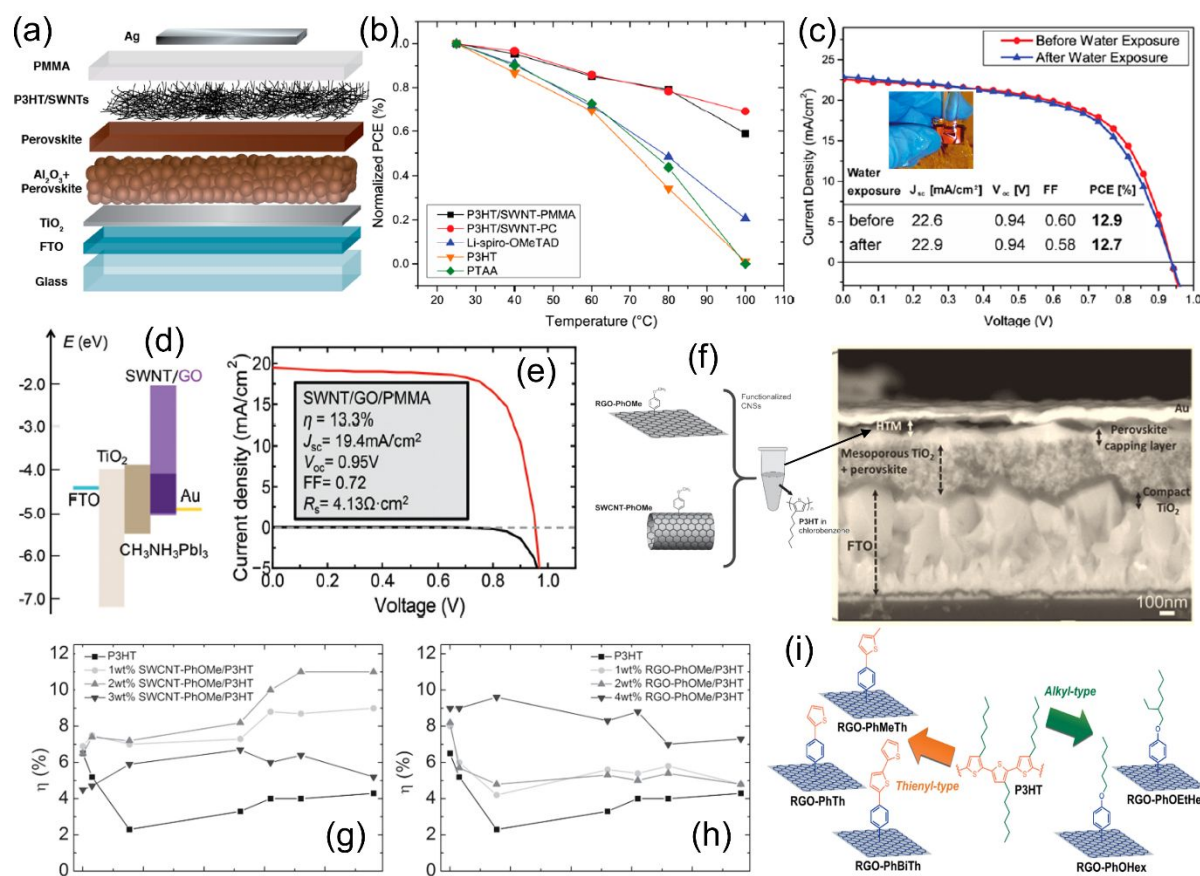 (a)
Ag
PMMA
P3HT/SWNTs
Perovskite
Al2O3+
Perovskite
TiO2
FTO
Glass
(b)
Normalized PCE (%)
1.0
0.8
0.6
0.4
0.2
0.0
P3HT/SWNT-PMMA
P3HT/SWNT-PC
Li-spiro-OMeTAD
P3HT
PTAA
20 30 40 50 60 70 80 90 100 110
Temperature (°C)
(c)
Before Water Exposure
After Water Exposure
Current Density (mA/cm²)
25
20
15
10
5
0
Water
exposure Jsc [mA/cm²] Voc [V] FF PCE [%]
before 22.6 0.94 0.60 12.9
after 22.9 0.94 0.58 12.7
0.0 0.1 0.2 0.3 0.4 0.5 0.6 0.7 0.8 0.9 1.0
Voltage (V)
(d)
E (eV)
-2.0
-3.0
-4.0
-5.0
-6.0
-7.0
SWNT/GO
TiO2
FTO
Au
CH3NH3PbI3
(e)
Current density (mA/cm²)
20
15
10
5
0
-5
SWNT/GO/PMMA
η = 13.3%
Jsc = 19.4mA/cm²
Voc= 0.95V
FF= 0.72
Rs= 4.13Ω·cm²
0.0 0.2 0.4 0.6 0.8 1.0
Voltage (V)
(f)
RGO-PhOMe
Functionalized
CNSs
SWCNT-PhOMe
P3HT in
chlorobenzene
Au
HTM
Perovskite
capping layer
Mesoporous TiO2
+ perovskite
Compact
TiO2
FTO
100nm
(g)
η (%)
12
10
8
6
4
2
0
P3HT
1wt% SWCNT-PhOMe/P3HT
2wt% SWCNT-PhOMe/P3HT
3wt% SWCNT-PhOMe/P3HT
(h)
η (%)
12
10
8
6
4
2
0
P3HT
1wt% RGO-PhOMe/P3HT
2wt% RGO-PhOMe/P3HT
4wt% RGO-PhOMe/P3HT
(i)
RGO-PhMeTh
Alkyl-type
RGO-PhTh
Thienyl-type
P3HT
RGO-PhOEtHe
RGO-PhBiTh
RGO-PhOHex